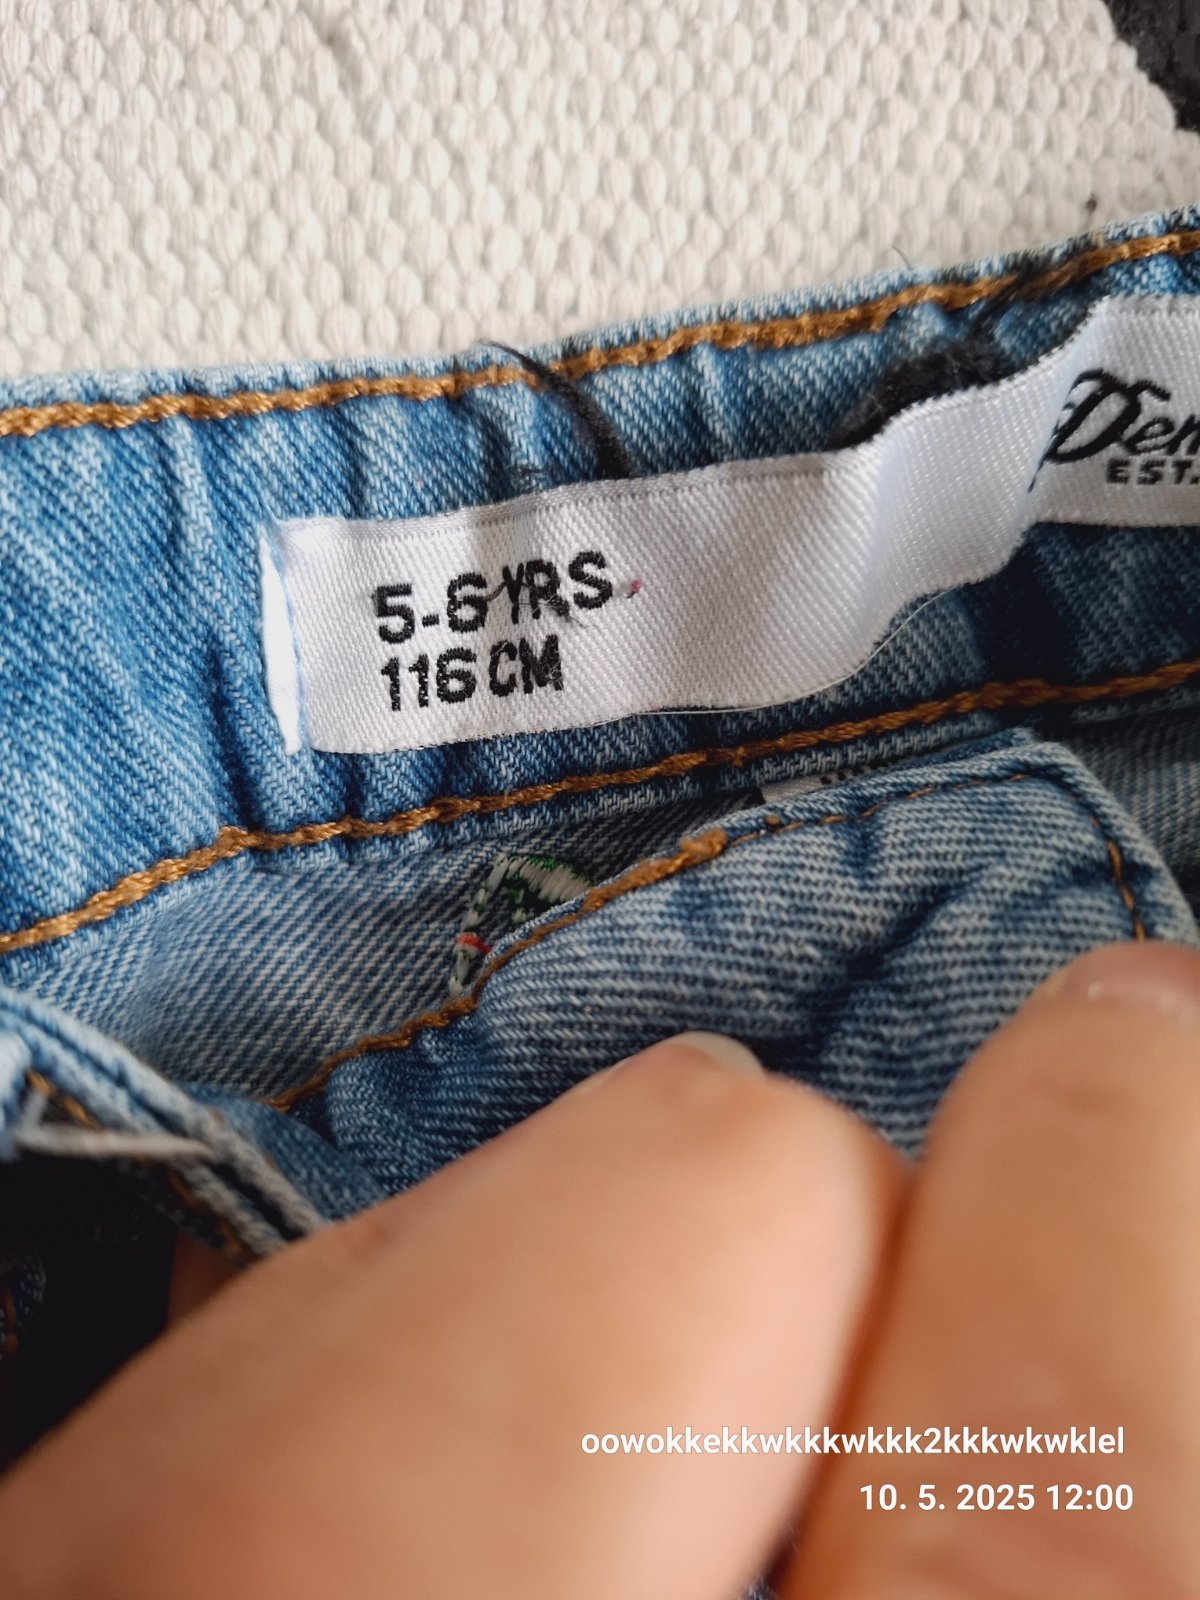 5-6 YRS
116 CM
EST.
oowokkekkwkkkwkkk2kkkwkwklel
10. 5. 2025 12:00